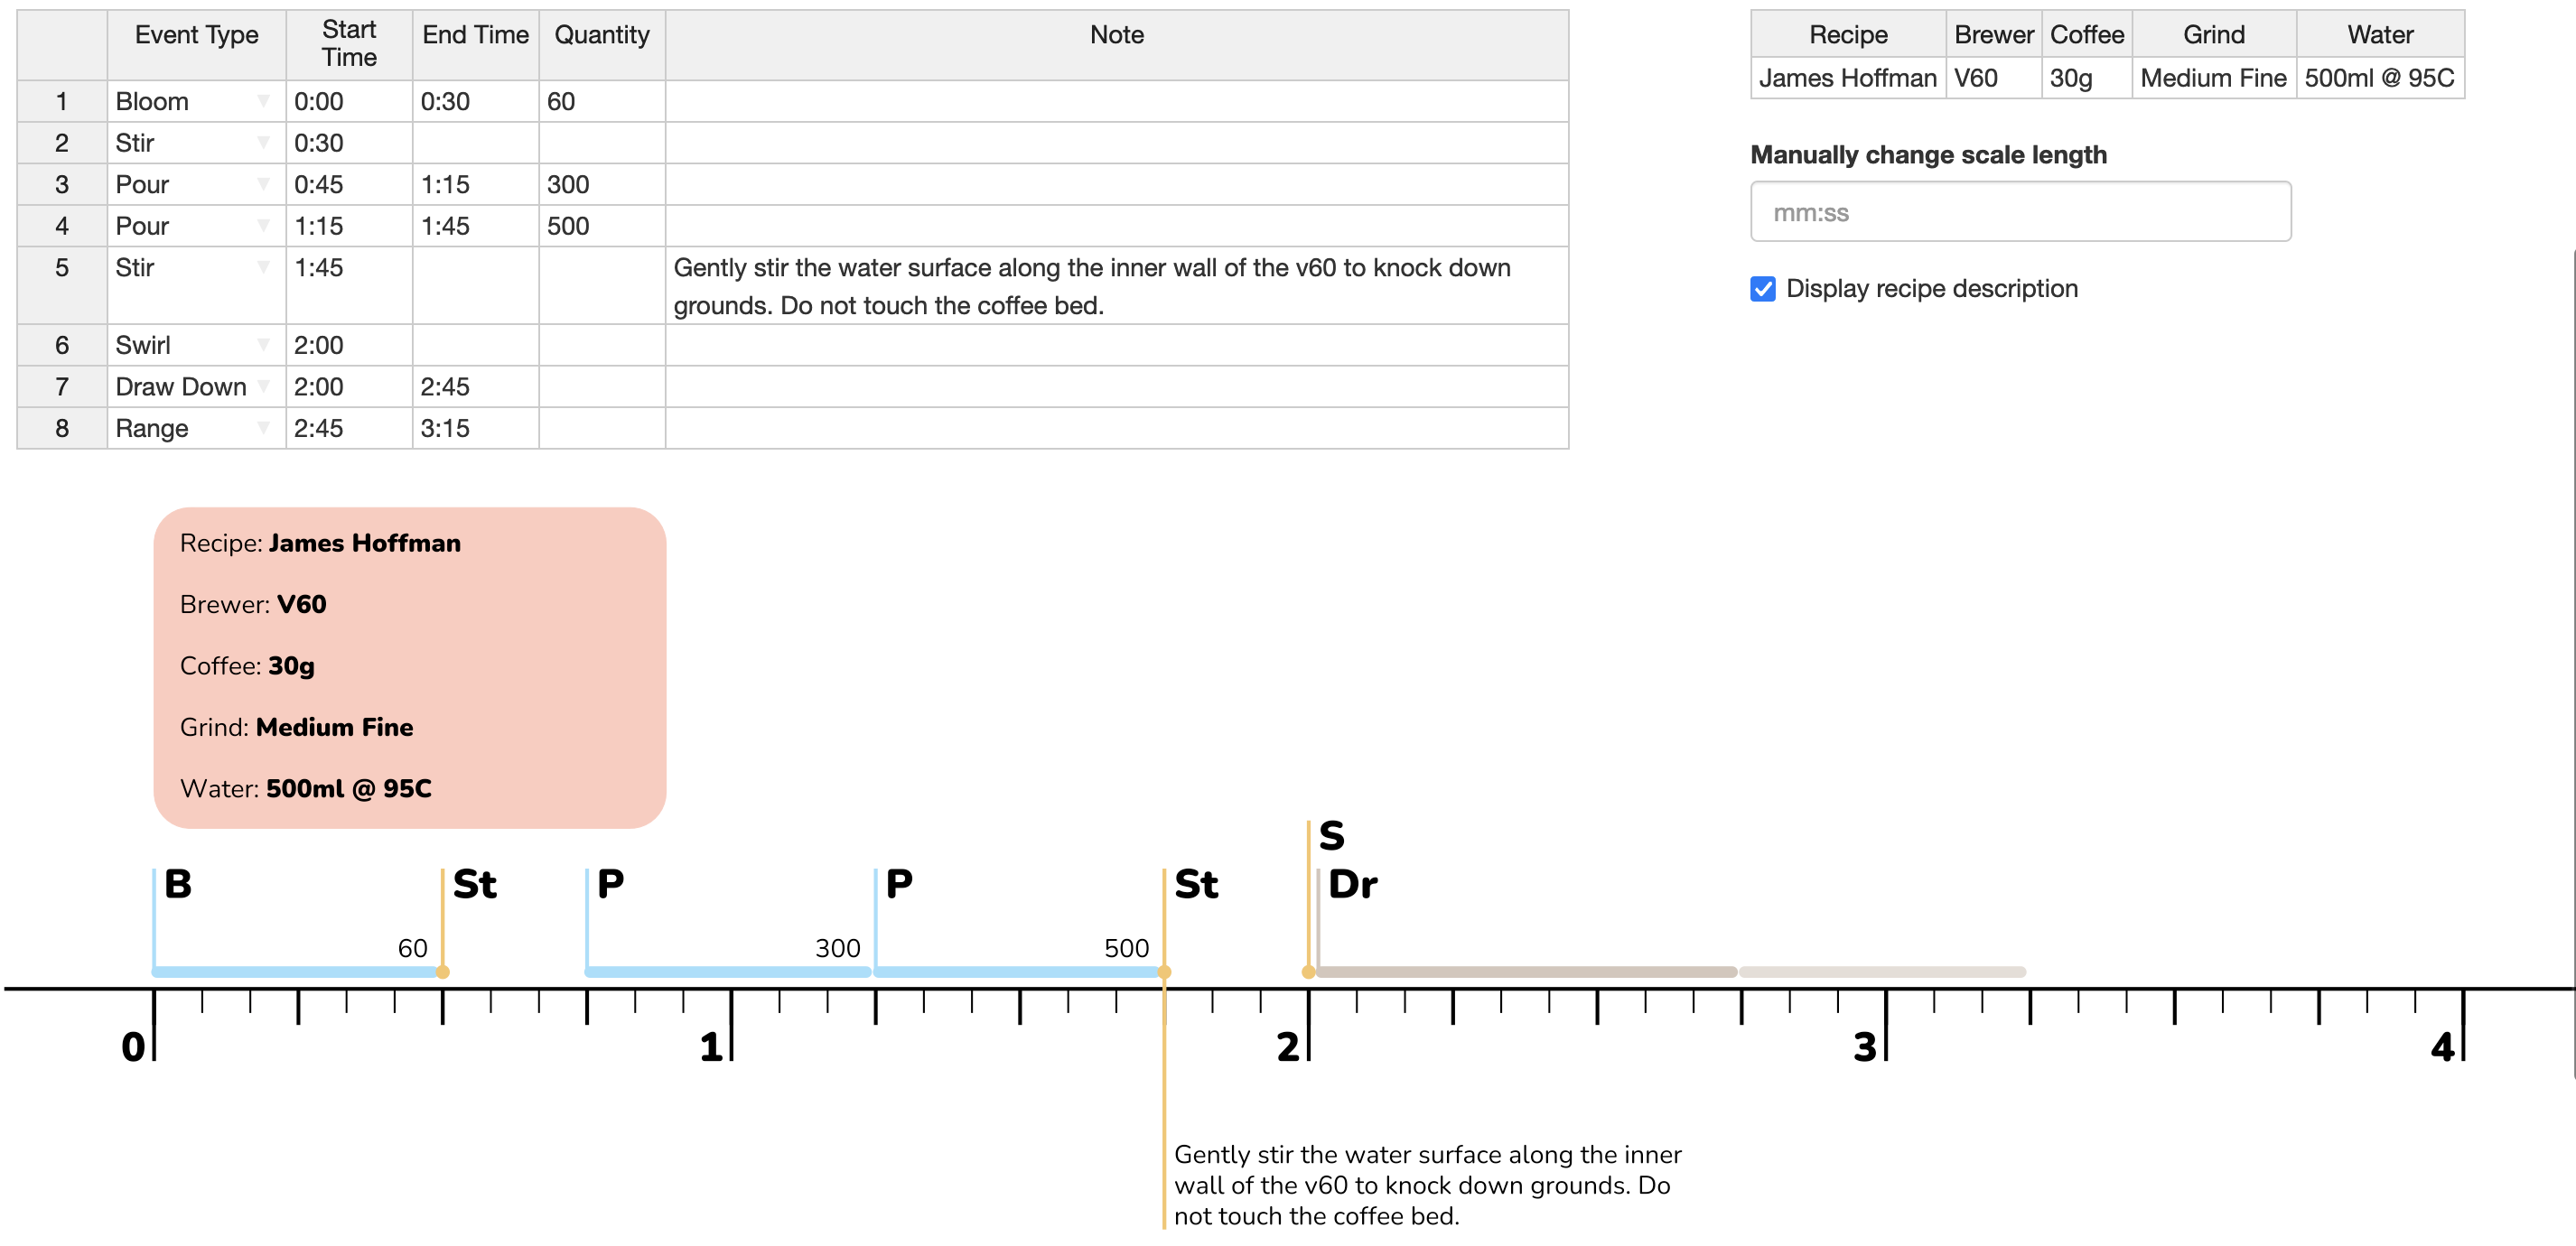 Event Type Start Time End Time Quantity Note
1 Bloom 0:00 0:30 60
2 Stir 0:30
3 Pour 0:45 1:15 300
4 Pour 1:15 1:45 500
5 Stir 1:45 Gently stir the water surface along the inner wall of the v60 to knock down
grounds. Do not touch the coffee bed.
6 Swirl 2:00
7 Draw Down 2:00 2:45
8 Range 2:45 3:15
Recipe Brewer Coffee Grind Water
James Hoffman V60 30g Medium Fine 500ml @ 95C
Manually change scale length
mm:ss
Display recipe description
Recipe: James Hoffman
Brewer: V60
Coffee: 30g
Grind: Medium Fine
Water: 500ml @ 95C
S
B St P P St Dr
60 300 500
0 1 2 3 4
Gently stir the water surface along the inner
wall of the v60 to knock down grounds. Do
not touch the coffee bed.